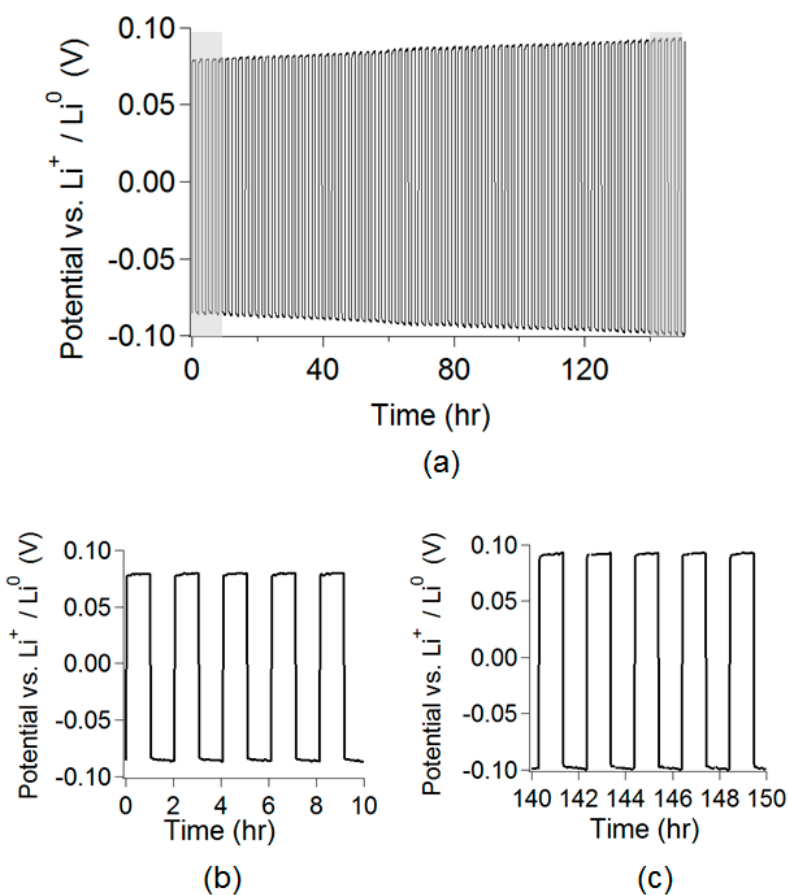 Potential vs. Li⁺ / Li⁰ (V)
0.10
0.05
0.00
-0.05
-0.10
0 40 80 120
Time (hr)
(a)
Potential vs. Li⁺ / Li⁰ (V)
0.10
0.05
0.00
-0.05
-0.10
0 2 4 6 8 10
Time (hr)
(b)
Potential vs. Li⁺ / Li⁰ (V)
0.10
0.05
0.00
-0.05
-0.10
140 142 144 146 148 150
Time (hr)
(c)